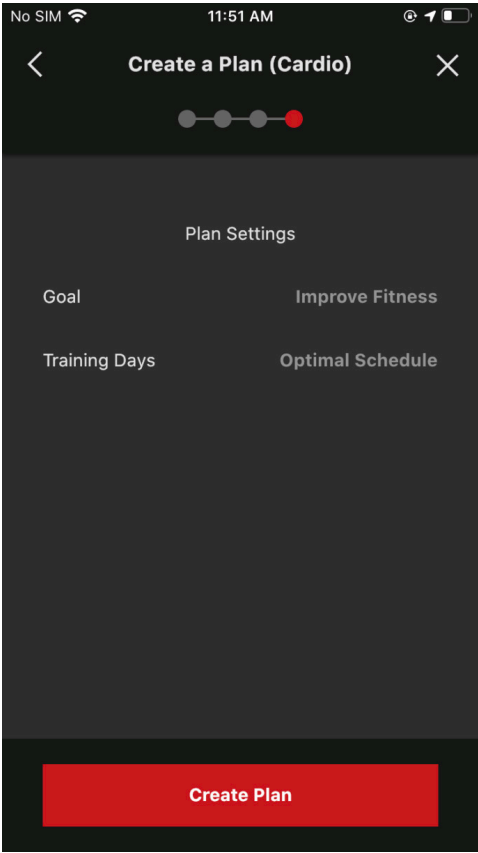 No SIM 11:51 AM
Create a Plan (Cardio)
Plan Settings
Goal Improve Fitness
Training Days Optimal Schedule
Create Plan